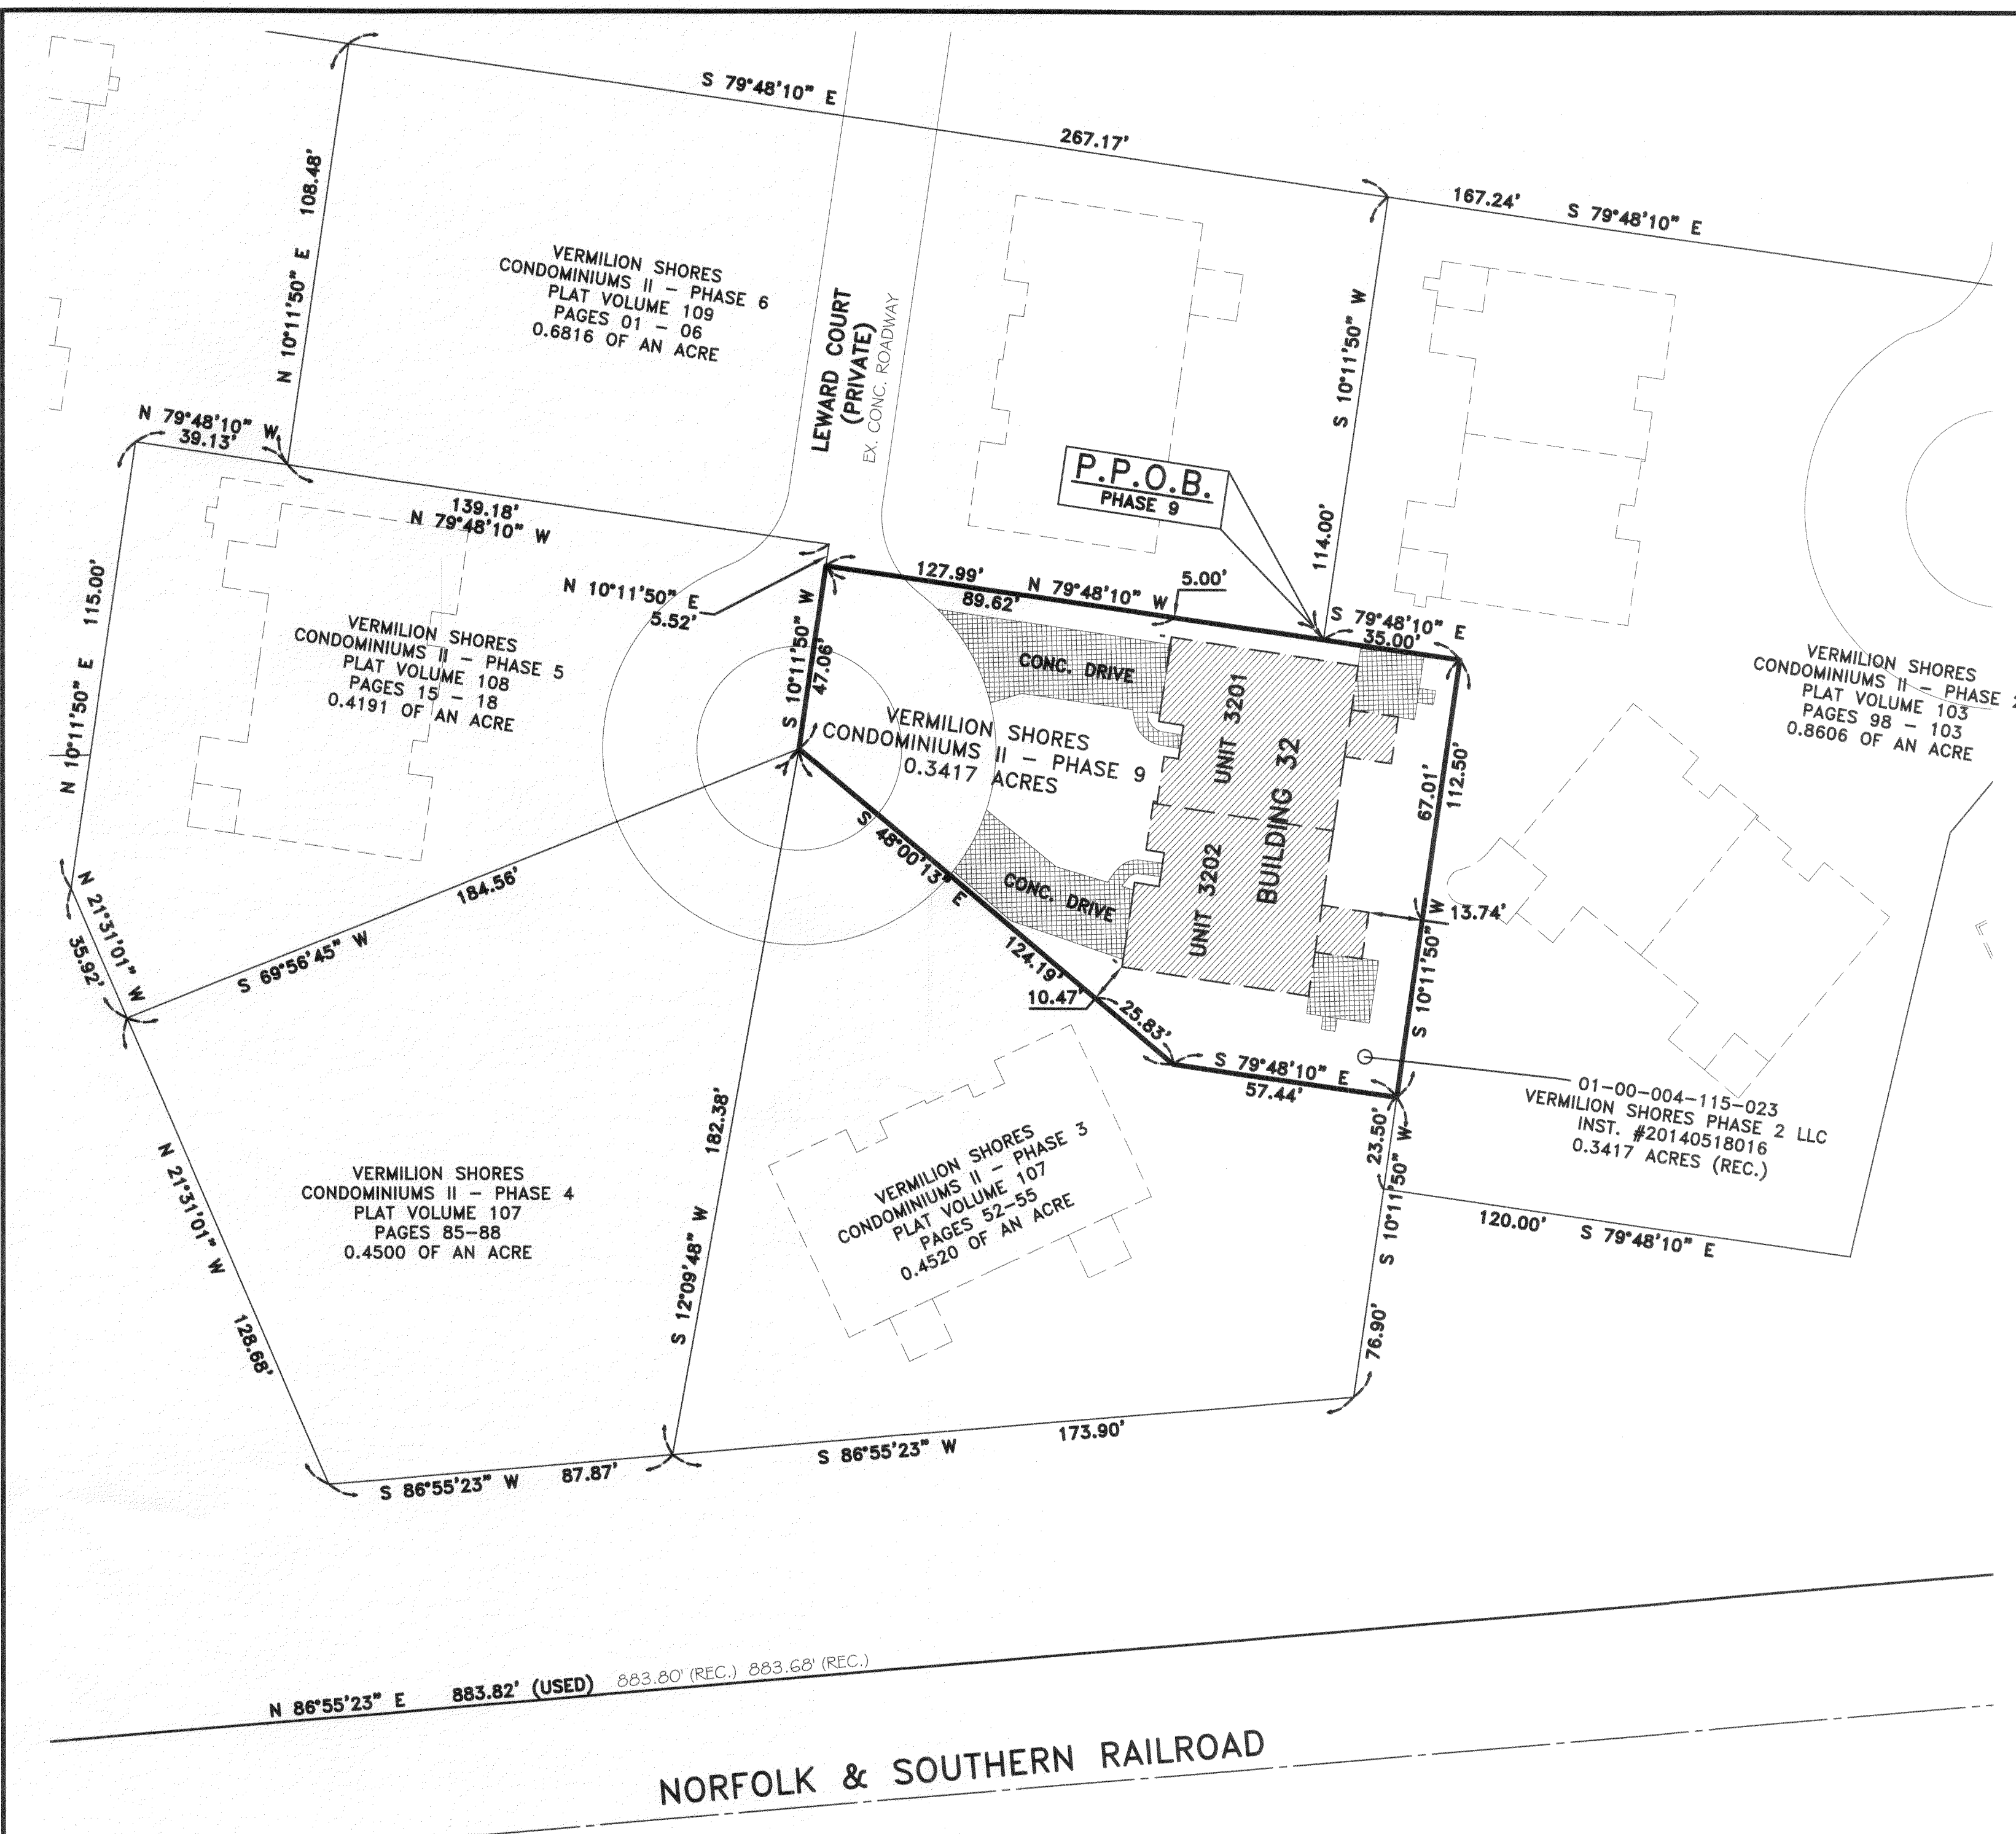 S 79°48'10" E
267.17'
167.24'
S 79°48'10" E
N 10°11'50" E 108.48'
VERMILION SHORES
CONDOMINIUMS II – PHASE 6
PLAT VOLUME 109
PAGES 01 – 06
0.6816 OF AN ACRE
LEWARD COURT
(PRIVATE)
EX. CONC. ROADWAY
S 10°11'50" W
114.00'
N 79°48'10" W
39.13'
139.18'
N 79°48'10" W
P.P.O.B.
PHASE 9
N 10°11'50" E
5.52'
127.99'
N 79°48'10" W
89.62'
5.00'
S 79°48'10" E
35.00'
N 10°11'50" E 115.00'
VERMILION SHORES
CONDOMINIUMS II – PHASE 5
PLAT VOLUME 108
PAGES 15 – 18
0.4191 OF AN ACRE
S 10°11'50" W
47.06'
CONC. DRIVE
VERMILION SHORES
CONDOMINIUMS II – PHASE 9
0.3417 ACRES
UNIT 3201
BUILDING 32
UNIT 3202
67.01'
112.50'
VERMILION SHORES
CONDOMINIUMS II – PHASE 2
PLAT VOLUME 103
PAGES 98 – 103
0.8606 OF AN ACRE
S 48°00'13" E
124.19'
CONC. DRIVE
13.74'
S 10°11'50" W
10.47'
25.83'
S 79°48'10" E
57.44'
N 21°31'01" W
35.92'
S 69°56'45" W
184.56'
01-00-004-115-023
VERMILION SHORES PHASE 2 LLC
INST. #20140518016
0.3417 ACRES (REC.)
23.50'
S 10°11'50" W
76.90'
120.00'
S 79°48'10" E
N 21°31'01" W
128.68'
VERMILION SHORES
CONDOMINIUMS II – PHASE 4
PLAT VOLUME 107
PAGES 85–88
0.4500 OF AN ACRE
S 12°09'48" W
182.38'
VERMILION SHORES
CONDOMINIUMS II – PHASE 3
PLAT VOLUME 107
PAGES 52–55
0.4520 OF AN ACRE
S 86°55'23" W
87.87'
S 86°55'23" W
173.90'
N 86°55'23" E 883.82' (USED) 883.80' (REC.) 883.68' (REC.)
NORFOLK & SOUTHERN RAILROAD